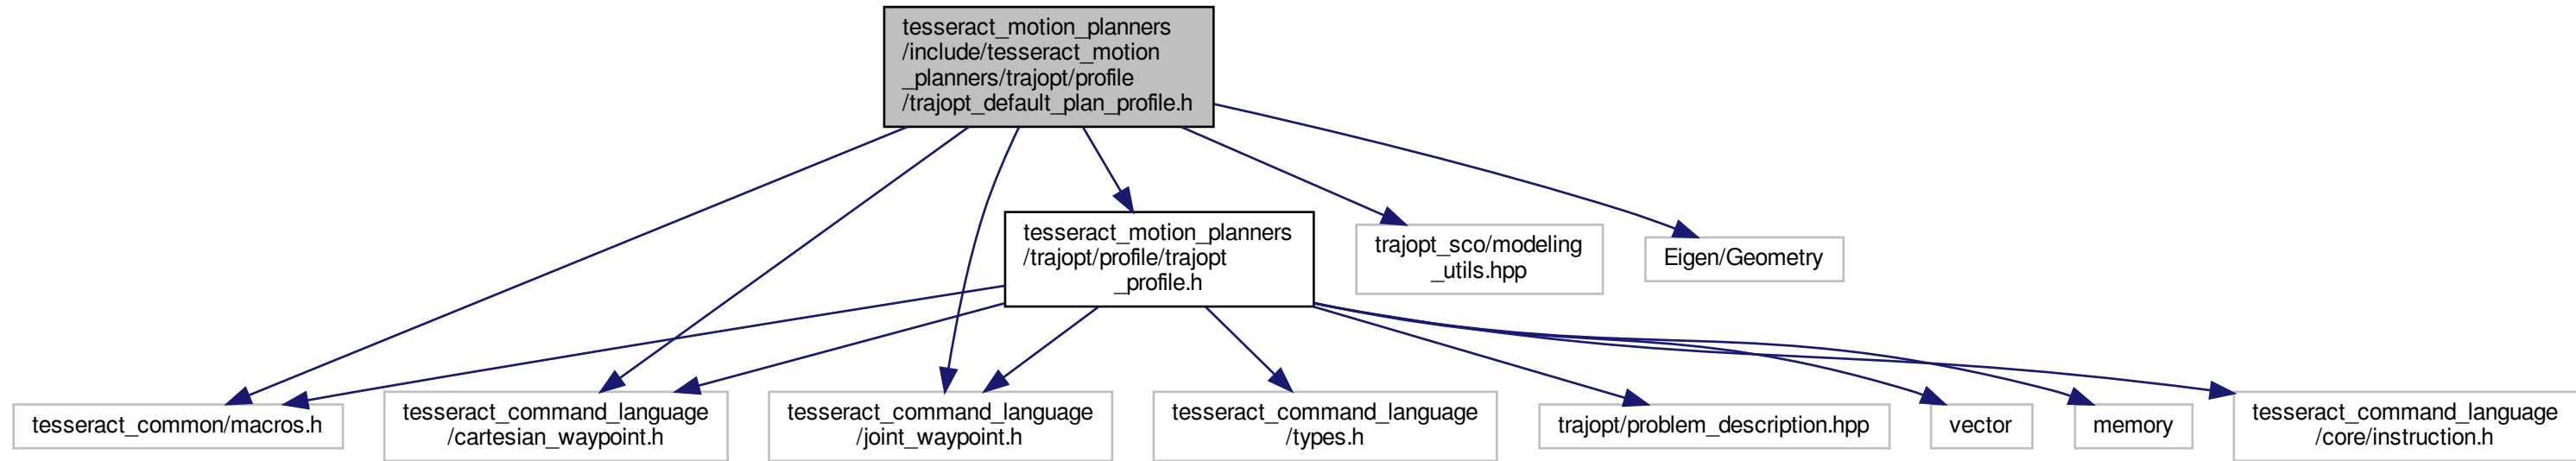 tesseract_motion_planners
/include/tesseract_motion
_planners/trajopt/profile
/trajopt_default_plan_profile.h
tesseract_motion_planners
/trajopt/profile/trajopt
_profile.h
trajopt_sco/modeling
_utils.hpp
Eigen/Geometry
tesseract_common/macros.h
tesseract_command_language
/cartesian_waypoint.h
tesseract_command_language
/joint_waypoint.h
tesseract_command_language
/types.h
trajopt/problem_description.hpp
vector
memory
tesseract_command_language
/core/instruction.h